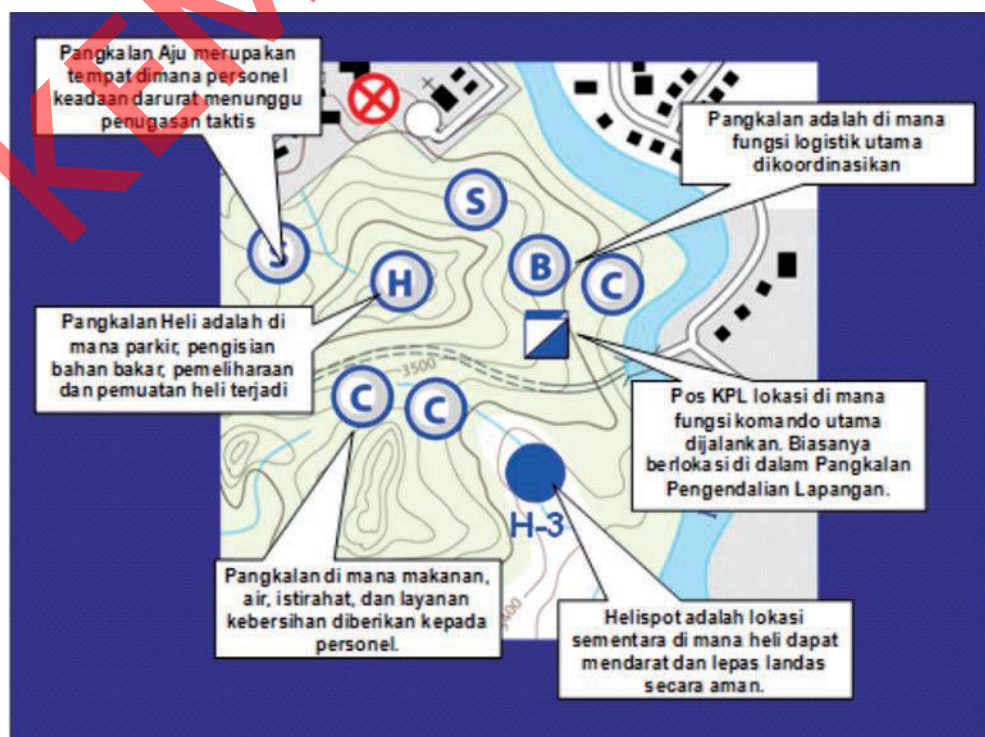 KEM
Pangkalan Aju merupakan
tempat dimana personel
keadaan darurat menunggu
penugasan taktis
Pangkalan adalah di mana
fungsi logistik utama
dikoordinasikan
S
S
B
C
H
Pangkalan Heli adalah di
mana parkir, pengisian
bahan bakar, pemeliharaan
dan pemuatan heli terjadi
3500
C
C
Pos KPL lokasi di mana
fungsi komando utama
dijalankan. Biasanya
berlokasi di dalam Pangkalan
Pengendalian Lapangan.
H-3
Pangkalan di mana makanan,
air, istirahat, dan layanan
kebersihan diberikan kepada
personel.
3400
Helispot adalah lokasi
sementara di mana heli dapat
mendarat dan lepas landas
secara aman.